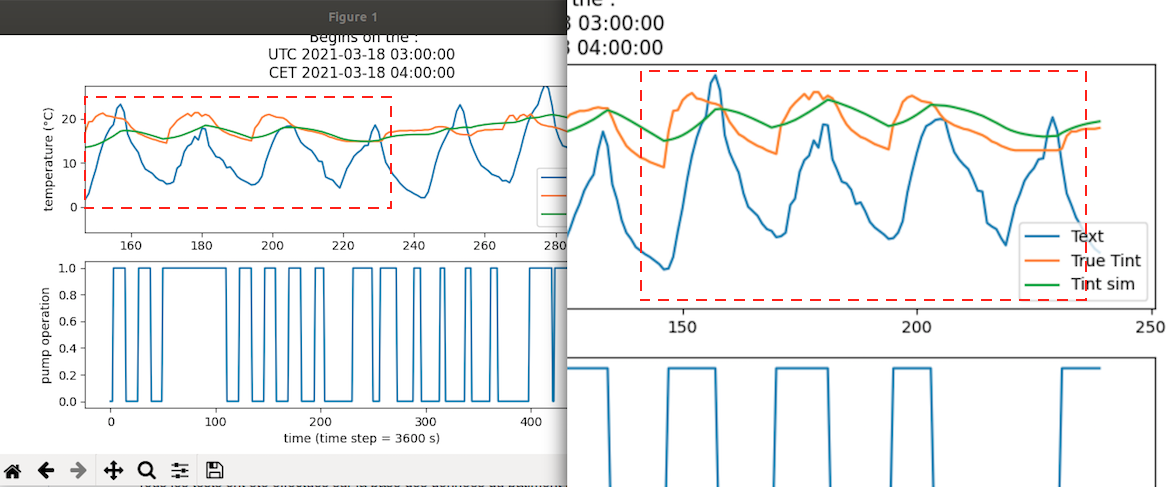 Figure 1
Begins on the :
UTC 2021-03-18 03:00:00
CET 2021-03-18 04:00:00
temperature (°C)
20
10
0
160 180 200 220 240 260 280
pump operation
1.0
0.8
0.6
0.4
0.2
0.0
0 100 200 300 400
time (time step = 3600 s)
the :
03:00:00
04:00:00
Text
True Tint
Tint sim
150 200 250